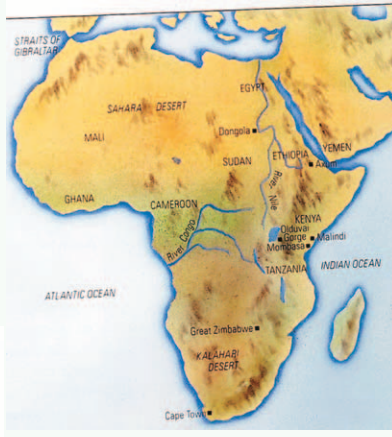 STRAITS OF
GIBRALTAR
EGYPT
SAHARA DESERT
Dongola
MALI
ETHIOPIA
YEMEN
SUDAN
Axum
River Nile
GHANA
CAMEROON
KENYA
Olduvai
Gorge
Malindi
River Congo
Mombasa
TANZANIA
INDIAN OCEAN
ATLANTIC OCEAN
Great Zimbabwe
KALAHARI
DESERT
Cape Town